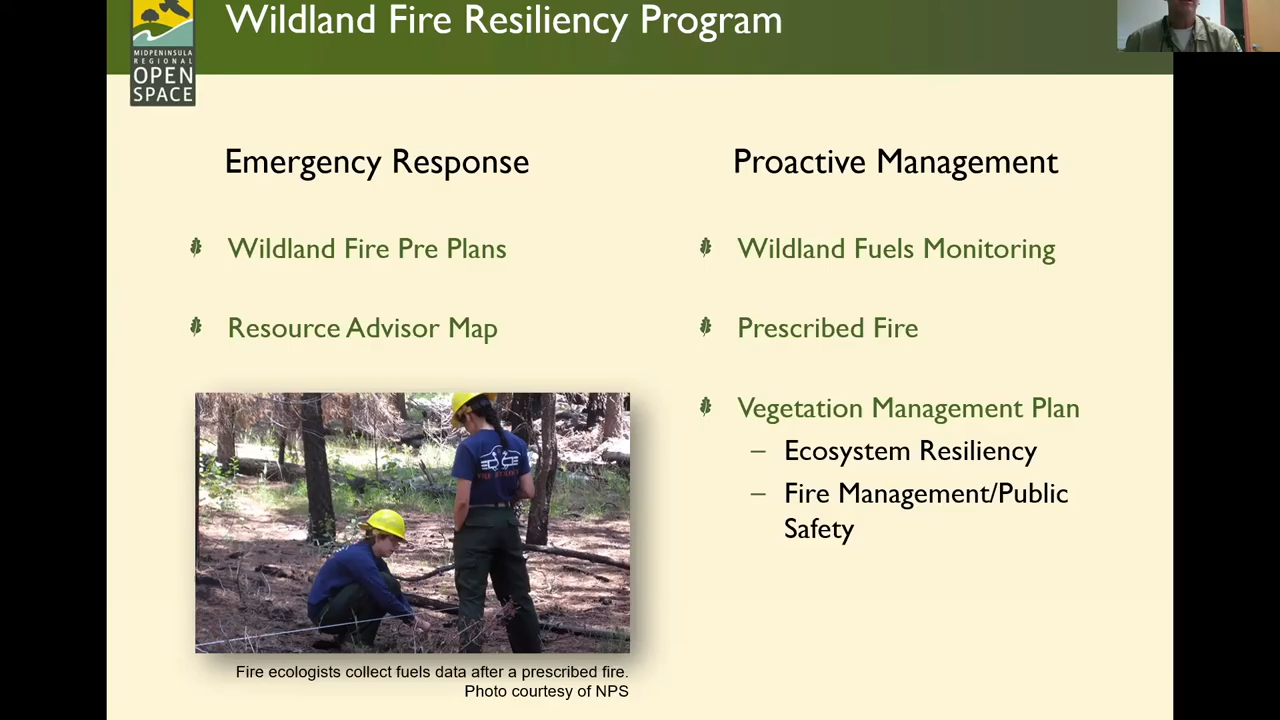 Wildland Fire Resiliency Program
MIDPENINSULA
REGIONAL
OPEN
SPACE
Emergency Response
Wildland Fire Pre Plans
Resource Advisor Map
Fire ecologists collect fuels data after a prescribed fire.
Photo courtesy of NPS
Proactive Management
Wildland Fuels Monitoring
Prescribed Fire
Vegetation Management Plan
– Ecosystem Resiliency
– Fire Management/Public
Safety